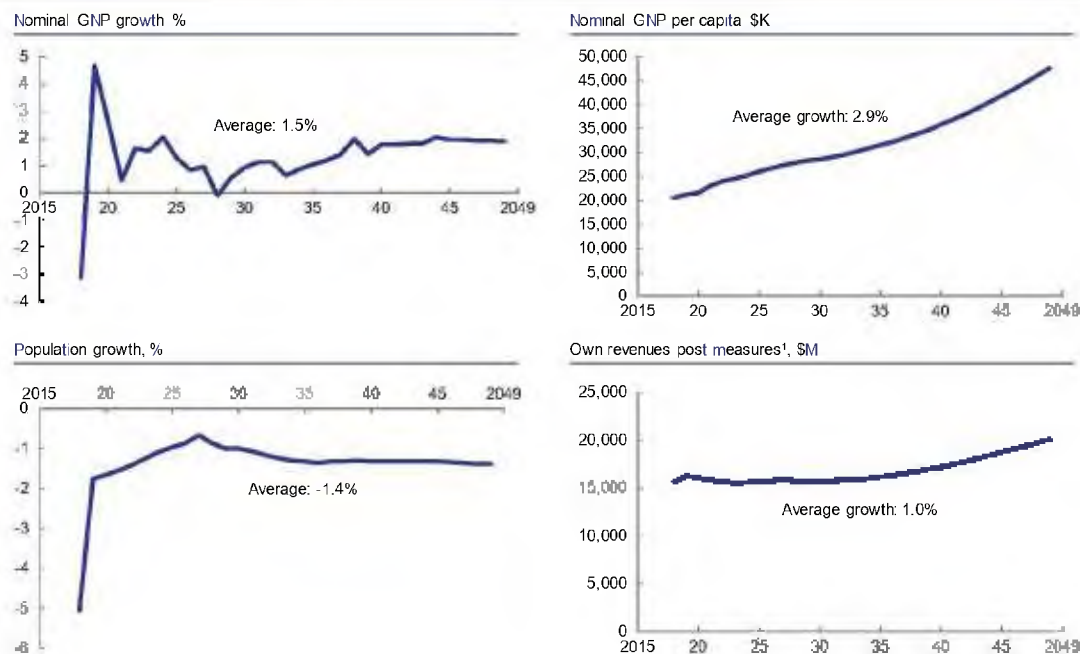 Nominal GNP growth %
5
4
3
2
1
0
-1
-2
-3
-4
2015 20 25 30 35 40 45 2049
Average: 1.5%
Nominal GNP per capita $K
50,000
45,000
40,000
35,000
30,000
25,000
20,000
15,000
10,000
5,000
0
2015 20 25 30 35 40 45 2049
Average growth: 2.9%
Population growth, %
2015 20 25 30 35 40 45 2049
0
-1
-2
-3
-4
-5
-6
Average: -1.4%
Own revenues post measures¹, $M
25,000
20,000
15,000
10,000
5,000
0
2015 20 25 30 35 40 45 2049
Average growth: 1.0%